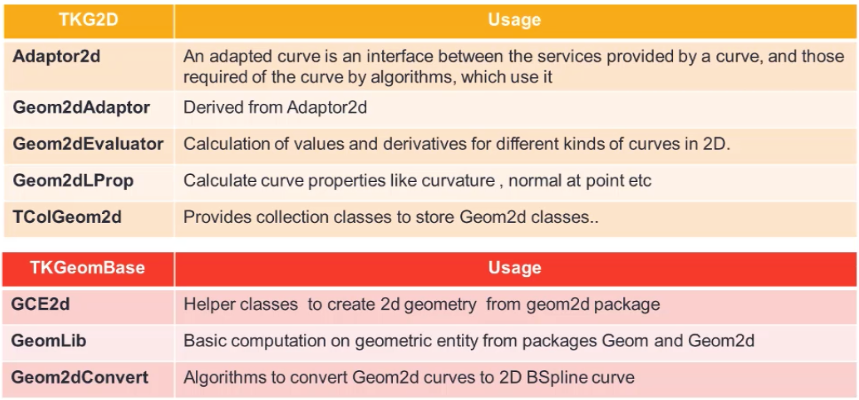 TKG2D Usage
Adaptor2d An adapted curve is an interface between the services provided by a curve, and those
required of the curve by algorithms, which use it
Geom2dAdaptor Derived from Adaptor2d
Geom2dEvaluator Calculation of values and derivatives for different kinds of curves in 2D.
Geom2dLProp Calculate curve properties like curvature , normal at point etc
TColGeom2d Provides collection classes to store Geom2d classes..
TKGeomBase Usage
GCE2d Helper classes to create 2d geometry from geom2d package
GeomLib Basic computation on geometric entity from packages Geom and Geom2d
Geom2dConvert Algorithms to convert Geom2d curves to 2D BSpline curve